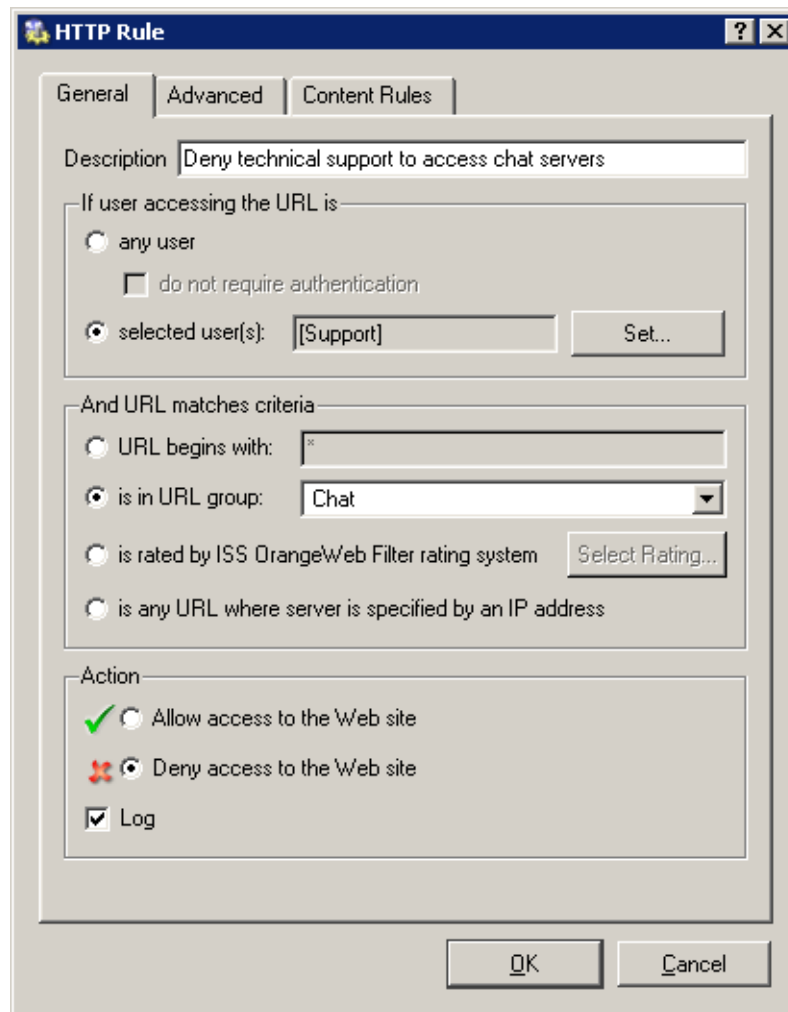 HTTP Rule
General Advanced Content Rules
Description Deny technical support to access chat servers
If user accessing the URL is
any user
do not require authentication
selected user(s): [Support] Set...
And URL matches criteria
URL begins with: *
is in URL group: Chat
is rated by ISS OrangeWeb Filter rating system Select Rating...
is any URL where server is specified by an IP address
Action
Allow access to the Web site
Deny access to the Web site
Log
OK Cancel